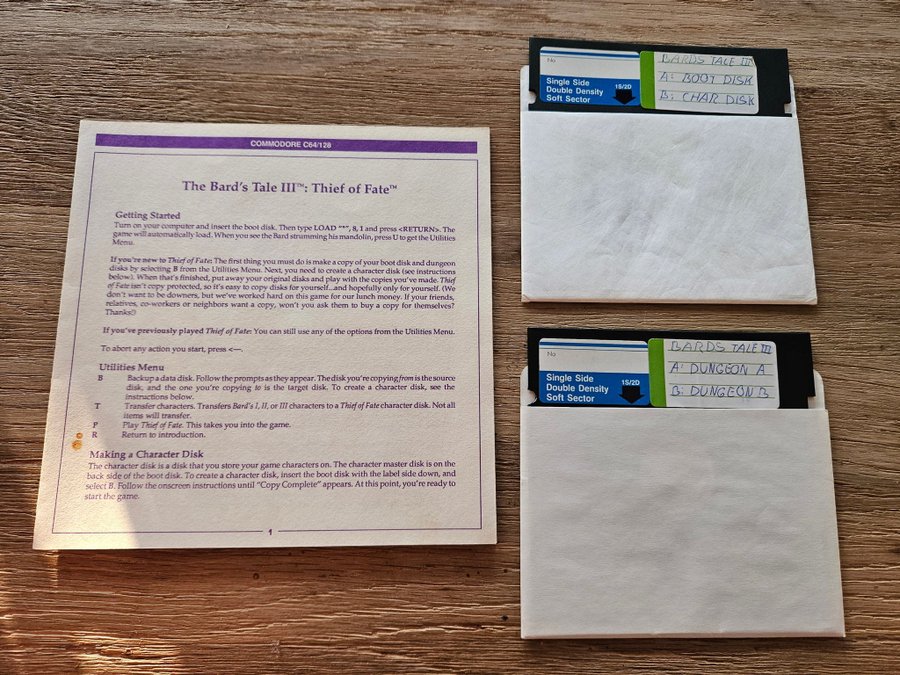 COMMODORE C64/128
The Bard's Tale III™: Thief of Fate™
Getting Started
Turn on your computer and insert the boot disk. Then type LOAD "*", 8, 1 and press <RETURN>. The
game will automatically load. When you see the Bard strumming his mandolin, press U to get the Utilities
Menu.
If you're new to Thief of Fate: The first thing you must do is make a copy of your boot disk and dungeon
disks by selecting B from the Utilities Menu. Next, you need to create a character disk (see instructions
below). When that's finished, put away your original disks and play with the copies you've made. Thief
of Fate isn't copy protected, so it's easy to copy disks for yourself...and hopefully only for yourself. (We
don't want to be downers, but we've worked hard on this game for our lunch money. If your friends,
relatives, co-workers or neighbors want a copy, won't you ask them to buy a copy for themselves?
Thanks!)
If you've previously played Thief of Fate: You can still use any of the options from the Utilities Menu.
To abort any action you start, press <—.
Utilities Menu
B Backup a data disk. Follow the prompts as they appear. The disk you're copying from is the source
disk, and the one you're copying to is the target disk. To create a character disk, see the
instructions below.
T Transfer characters. Transfers Bard's I, II, or III characters to a Thief of Fate character disk. Not all
items will transfer.
P Play Thief of Fate. This takes you into the game.
R Return to introduction.
Making a Character Disk
The character disk is a disk that you store your game characters on. The character master disk is on the
back side of the boot disk. To create a character disk, insert the boot disk with the label side down, and
select B. Follow the onscreen instructions until "Copy Complete" appears. At this point, you're ready to
start the game.
1
No
Single Side
Double Density
Soft Sector
1S/2D
BARDS TALE III
A: BOOT DISK
B: CHAR DISK
No
Single Side
Double Density
Soft Sector
1S/2D
BARDS TALE III
A: DUNGEON A
B: DUNGEON B